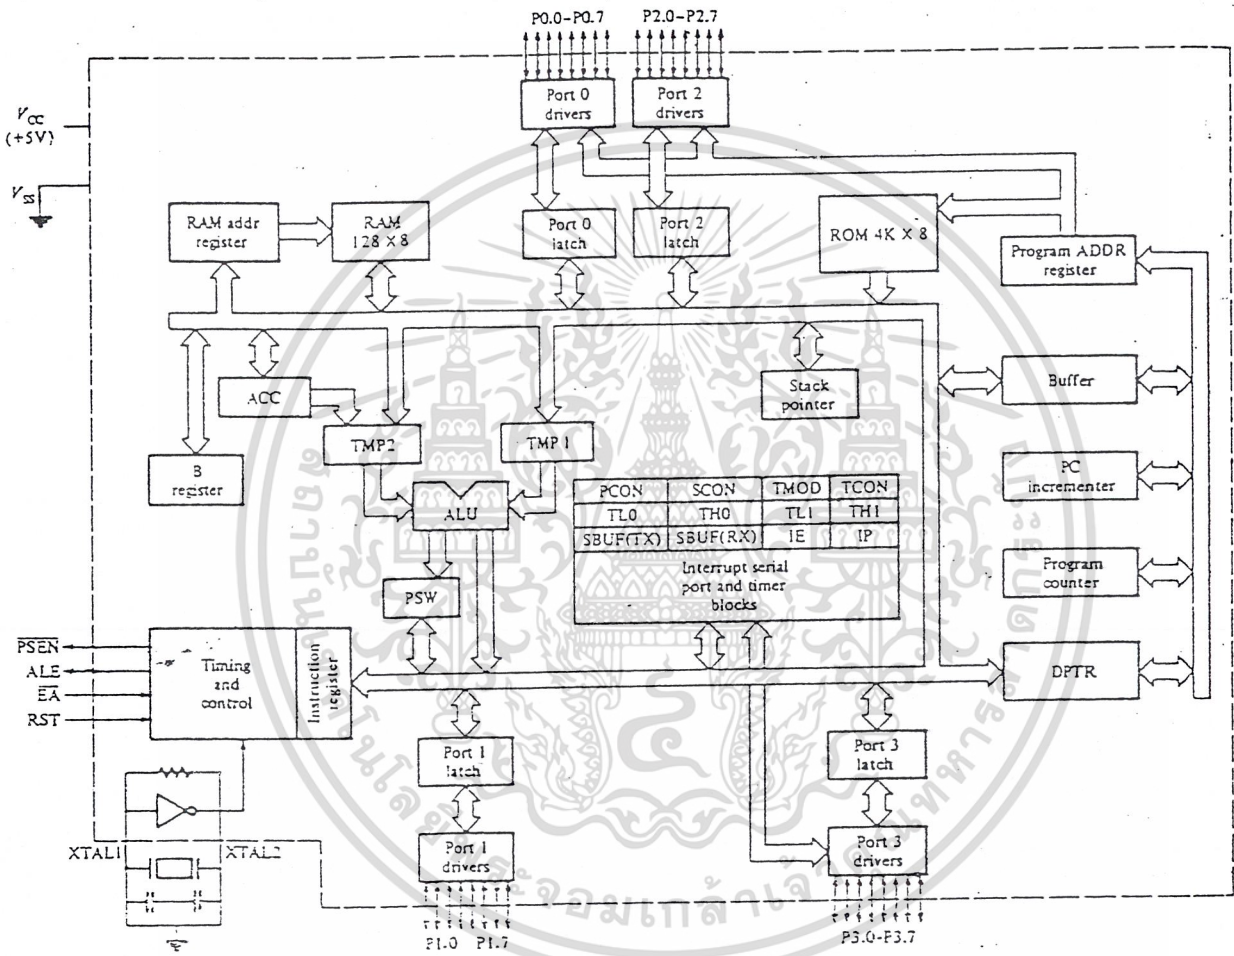 P0.0-P0.7
P2.0-P2.7
VCC
(+5V)
VSS
Port 0
drivers
Port 2
drivers
RAM addr
register
RAM
128 X 8
Port 0
latch
Port 2
latch
ROM 4K X 8
Program ADDR
register
ACC
Stack
pointer
Buffer
B
register
TMP2
TMP1
ALU
PC
incrementer
PCON SCON TMOD TCON
TL0 TH0 TL1 TH1
SBUF(TX) SBUF(RX) IE IP
Interrupt serial
port and timer
blocks
Program
counter
PSW
PSEN
ALE
EA
RST
Timing
and
control
Instruction
register
DPTR
Port 1
latch
Port 3
latch
XTAL1
XTAL2
Port 1
drivers
Port 3
drivers
P1.0 P1.7
P3.0-P3.7